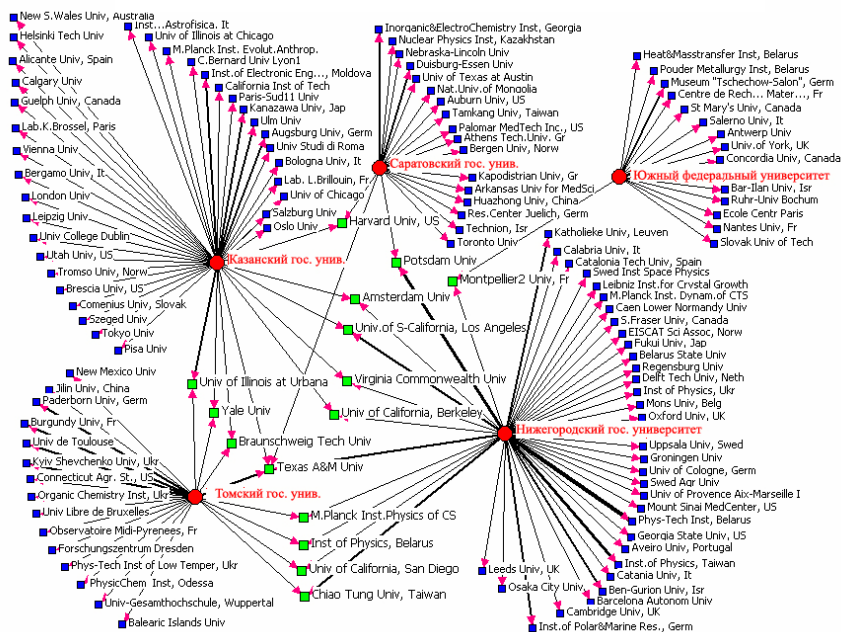 New S.Wales Univ, Australia
Helsinki Tech Univ
Alicante Univ, Spain
Calgary Univ
Guelph Univ, Canada
Lab.K.Brossel, Paris
Vienna Univ
Bergamo Univ, It
London Univ
Leipzig Univ
Univ College Dublin
Utah Univ, US
Tromso Univ, Norw
Brescia Univ, US
Comenius Univ, Slovak
Szeged Univ
Tokyo Univ
Pisa Univ
Inst...Astrofisica. It
Univ of Illinois at Chicago
M.Planck Inst. Evolut.Anthrop.
C.Bernard Univ Lyon1
Inst.of Electronic Eng..., Moldova
California Inst of Tech
Paris-Sud11 Univ
Kanazawa Univ, Jap
Ulm Univ
Augsburg Univ, Germ
Univ Studi di Roma
Bologna Univ, It
Lab. L.Brillouin, Fr
Univ of Chicago
Salzburg Univ
Oslo Univ
Казанский гос. унив.
Inorganic&ElectroChemistry Inst, Georgia
Nuclear Physics Inst, Kazakhstan
Nebraska-Lincoln Univ
Duisburg-Essen Univ
Univ of Texas at Austin
Nat.Univ.of Mongolia
Auburn Univ, US
Tamkang Univ, Taiwan
Palomar MedTech Inc., US
Athens Tech.Univ. Gr
Bergen Univ, Norw
Саратовский гос. унив.
Kapodistrian Univ, Gr
Arkansas Univ for MedSci
Huazhong Univ, China
Res.Center Juelich, Germ
Technion, Isr
Toronto Univ
Heat&Masstransfer Inst, Belarus
Pouder Metallurgy Inst, Belarus
Museum "Tschechow-Salon", Germ
Centre de Rech... Mater..., Fr
St Mary's Univ, Canada
Salerno Univ, It
Antwerp Univ
Univ.of York, UK
Concordia Univ, Canada
Южный федеральный университет
Bar-Ilan Univ, Isr
Ruhr-Univ Bochum
Ecole Centr Paris
Nantes Univ, Fr
Slovak Univ of Tech
Harvard Univ, US
Potsdam Univ
Montpellier2 Univ, Fr
Amsterdam Univ
Univ.of S-California, Los Angeles
Virginia Commonwealth Univ
Univ of California, Berkeley
Univ of Illinois at Urbana
Yale Univ
Braunschweig Tech Univ
Texas A&M Univ
M.Planck Inst.Physics of CS
Inst of Physics, Belarus
Univ of California, San Diego
Chiao Tung Univ, Taiwan
Katholieke Univ, Leuven
Calabria Univ, It
Catalonia Tech Univ, Spain
Swed Inst Space Physics
Leibniz Inst.for Crystal Growth
M.Planck Inst. Dynam.of CTS
Caen Lower Normandy Univ
S.Fraser Univ, Canada
EISCAT Sci Assoc, Norw
Fukui Univ, Jap
Belarus State Univ
Regensburg Univ
Delft Tech Univ, Neth
Inst of Physics, Ukr
Mons Univ, Belg
Oxford Univ, UK
Нижегородский гос. университет
Uppsala Univ, Swed
Groningen Univ
Univ of Cologne, Germ
Swed Agr Univ
Univ of Provence Aix-Marseille I
Mount Sinai MedCenter, US
Phys-Tech Inst, Belarus
Georgia State Univ, US
Aveiro Univ, Portugal
Inst.of Physics, Taiwan
Catania Univ, It
Ben-Gurion Univ, Isr
Barcelona Autonom Univ
Cambridge Univ, UK
Inst.of Polar&Marine Res., Germ
Leeds Univ, UK
Osaka City Univ
New Mexico Univ
Jilin Univ, China
Paderborn Univ, Germ
Burgundy Univ, Fr
Univ de Toulouse
Kyiv Shevchenko Univ, Ukr
Connecticut Agr. St., US
Organic Chemistry Inst, Ukr
Univ Libre de Bruxelles
Observatoire Midi-Pyrenees, Fr
Forschungszentrum Dresden
Phys-Tech Inst of Low Temper, Ukr
PhysicChem Inst, Odessa
Univ-Gesamthochschule, Wuppertal
Balearic Islands Univ
Томский гос. унив.